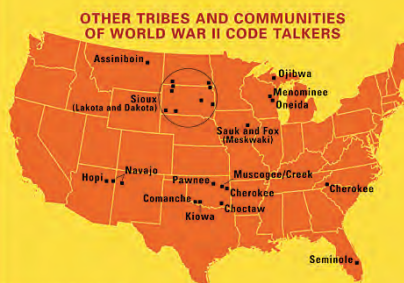 OTHER TRIBES AND COMMUNITIES
OF WORLD WAR II CODE TALKERS
Assiniboin
Ojibwa
Menominee
Oneida
Sioux
(Lakota and Dakota)
Sauk and Fox
(Meskwaki)
Muscogee/Creek
Navajo
Hopi
Pawnee
Cherokee
Cherokee
Comanche
Choctaw
Kiowa
Seminole